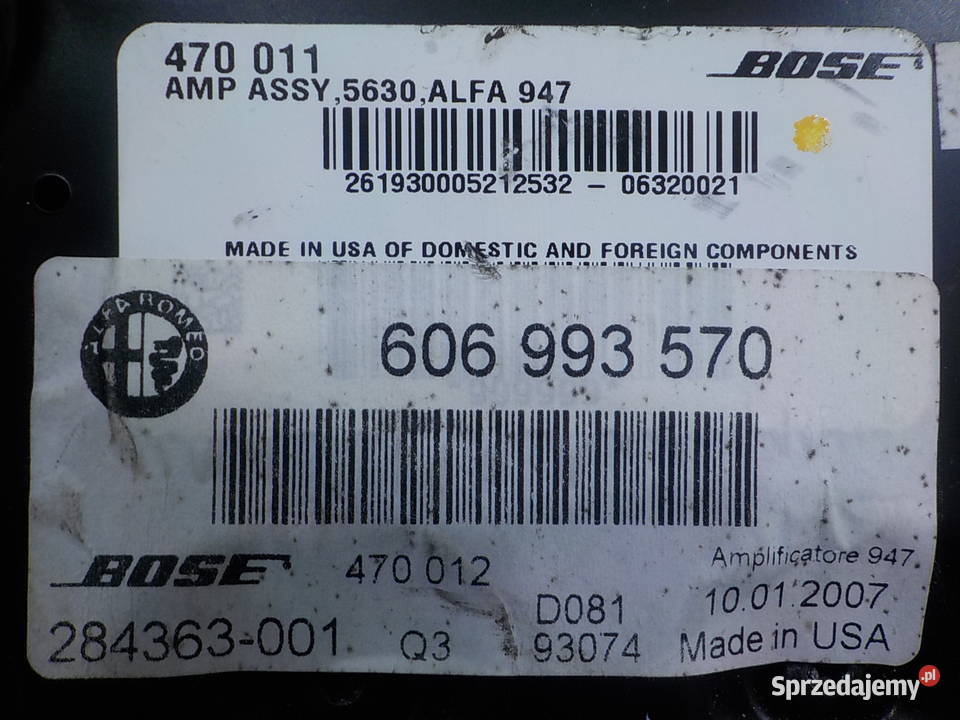 470 011
BOSE
AMP ASSY,5630,ALFA 947
261930005212532 - 06320021
MADE IN USA OF DOMESTIC AND FOREIGN COMPONENTS
ALFA ROMEO
606 993 570
BOSE
470 012
Amplificatore 947
284363-001
Q3
D081
93074
10.01.2007
Made in USA
Sprzedajemy.pl